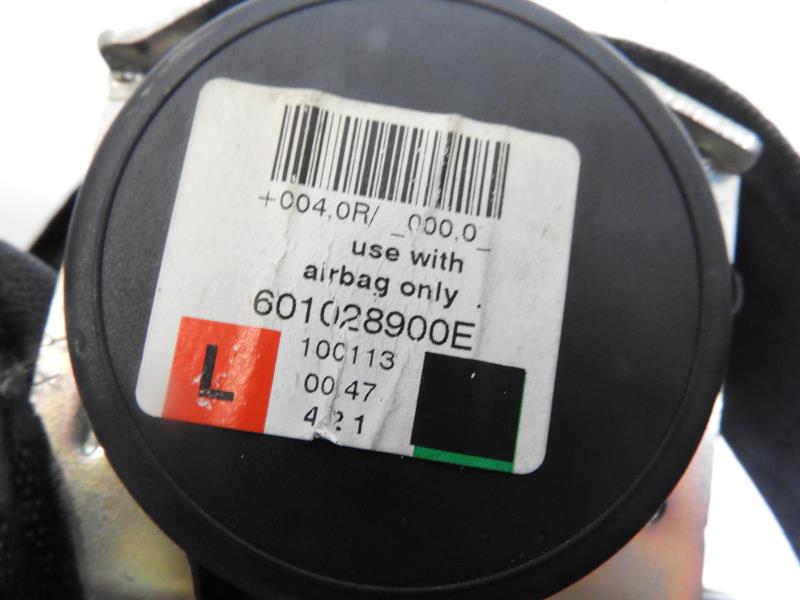 +004,0R/ _000,0_
use with
airbag only
601028900E
L
100113
00:47
4 2 1